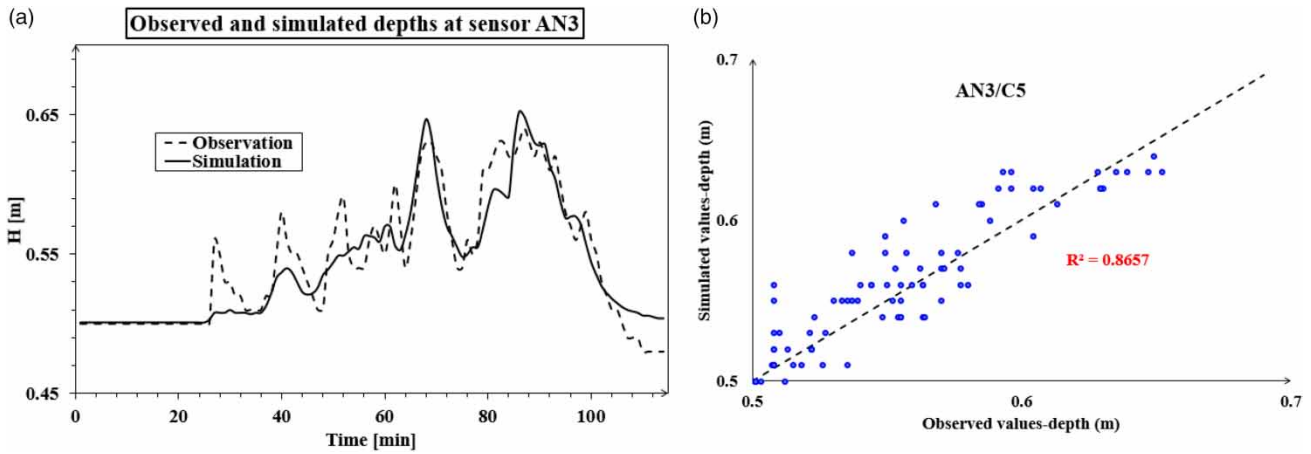 (a)
Observed and simulated depths at sensor AN3
0.65
0.55
0.45
H [m]
Observation
Simulation
0 20 40 60 80 100
Time [min]
(b)
0.7
0.6
0.5
Simulated values-depth (m)
AN3/C5
R² = 0.8657
0.5 0.6 0.7
Observed values-depth (m)